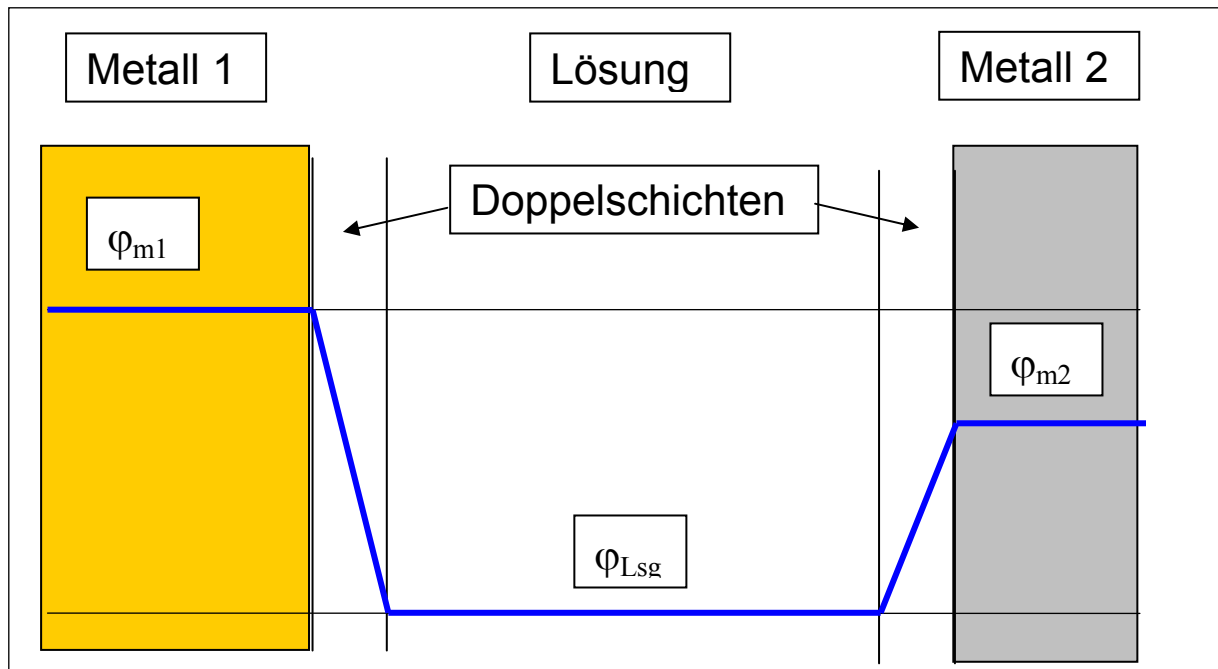 Metall 1
Lösung
Metall 2
Doppelschichten
φm1
φm2
φLsg